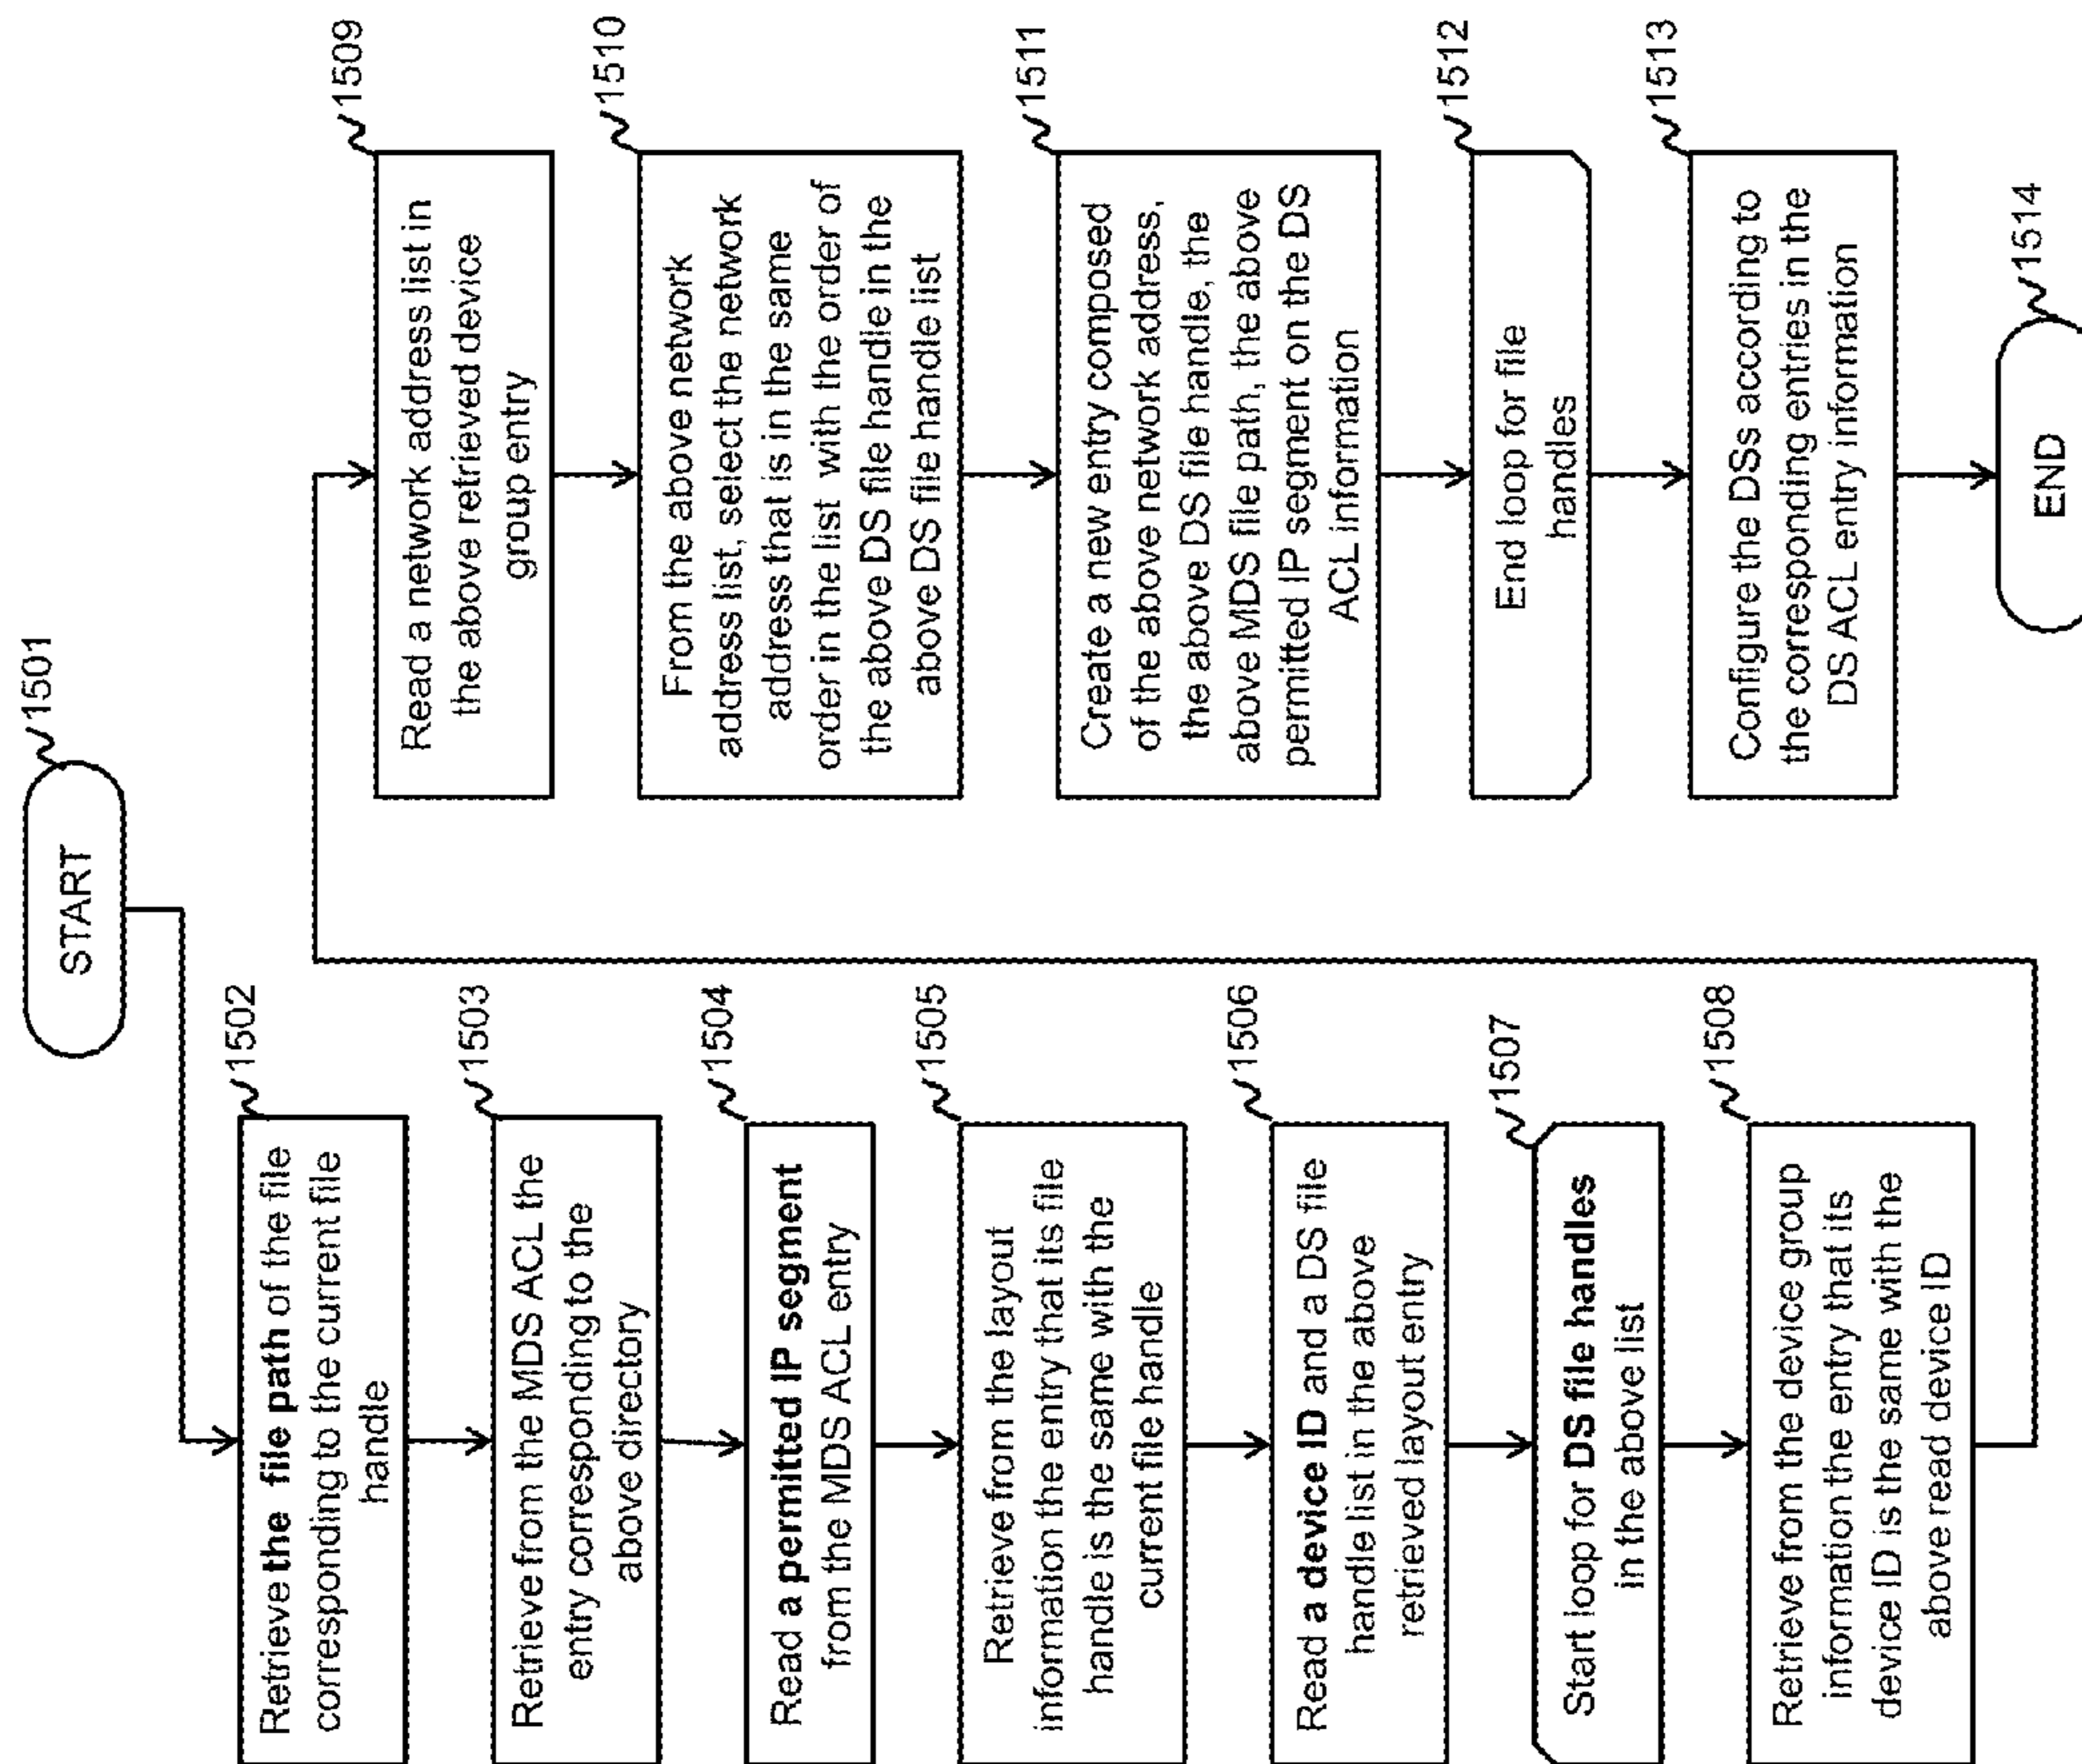 START
1501
Retrieve the file path of the file
corresponding to the current file
handle
1502
Retrieve from the MDS ACL the
entry corresponding to the
above directory
1503
Read a permitted IP segment
from the MDS ACL entry
1504
Retrieve from the layout
information the entry that its file
handle is the same with the
current file handle
1505
Read a device ID and a DS file
handle list in the above
retrieved layout entry
1506
Start loop for DS file handles
in the above list
1507
Retrieve from the device group
information the entry that its
device ID is the same with the
above read device ID
1508
Read a network address list in
the above retrieved device
group entry
1509
From the above network
address list, select the network
address that is in the same
order in the list with the order of
the above DS file handle in the
above DS file handle list
1510
Create a new entry composed
of the above network address,
the above DS file handle, the
above MDS file path, the above
permitted IP segment on the DS
ACL information
1511
End loop for file
handles
1512
Configure the DSs according to
the corresponding entries in the
DS ACL entry information
1513
END
1514